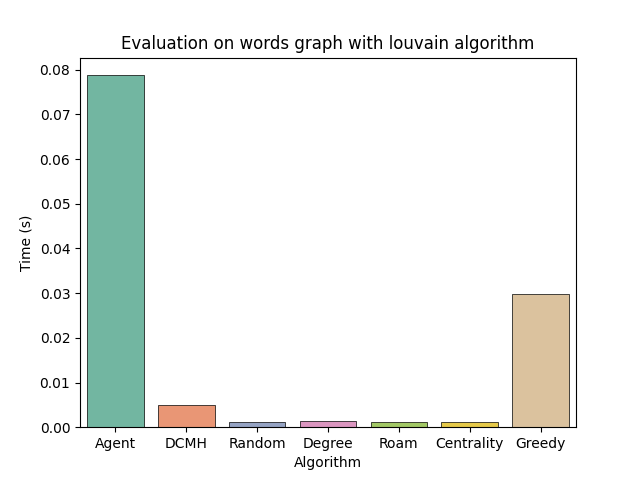 Evaluation on words graph with louvain algorithm
0.08
0.07
0.06
0.05
0.04
0.03
0.02
0.01
0.00
Time (s)
Agent DCMH Random Degree Roam Centrality Greedy
Algorithm